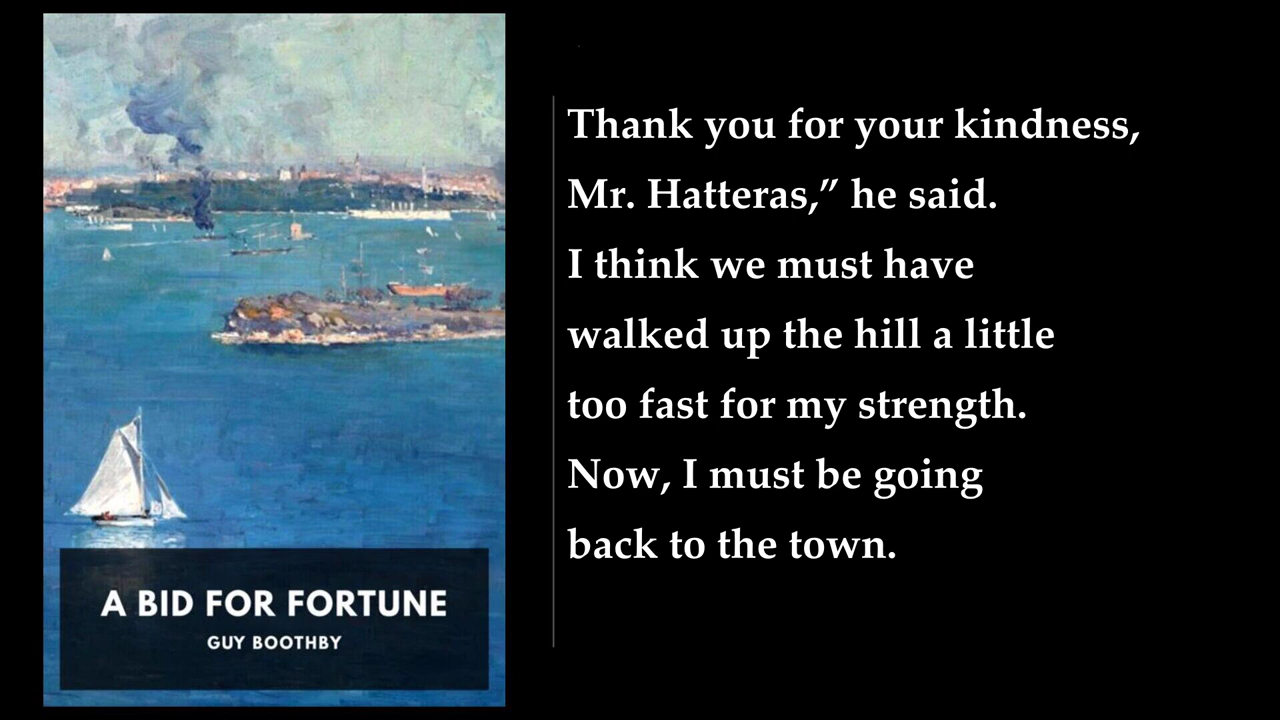 A BID FOR FORTUNE
GUY BOOTHBY
Thank you for your kindness,
Mr. Hatteras,” he said.
I think we must have
walked up the hill a little
too fast for my strength.
Now, I must be going
back to the town.